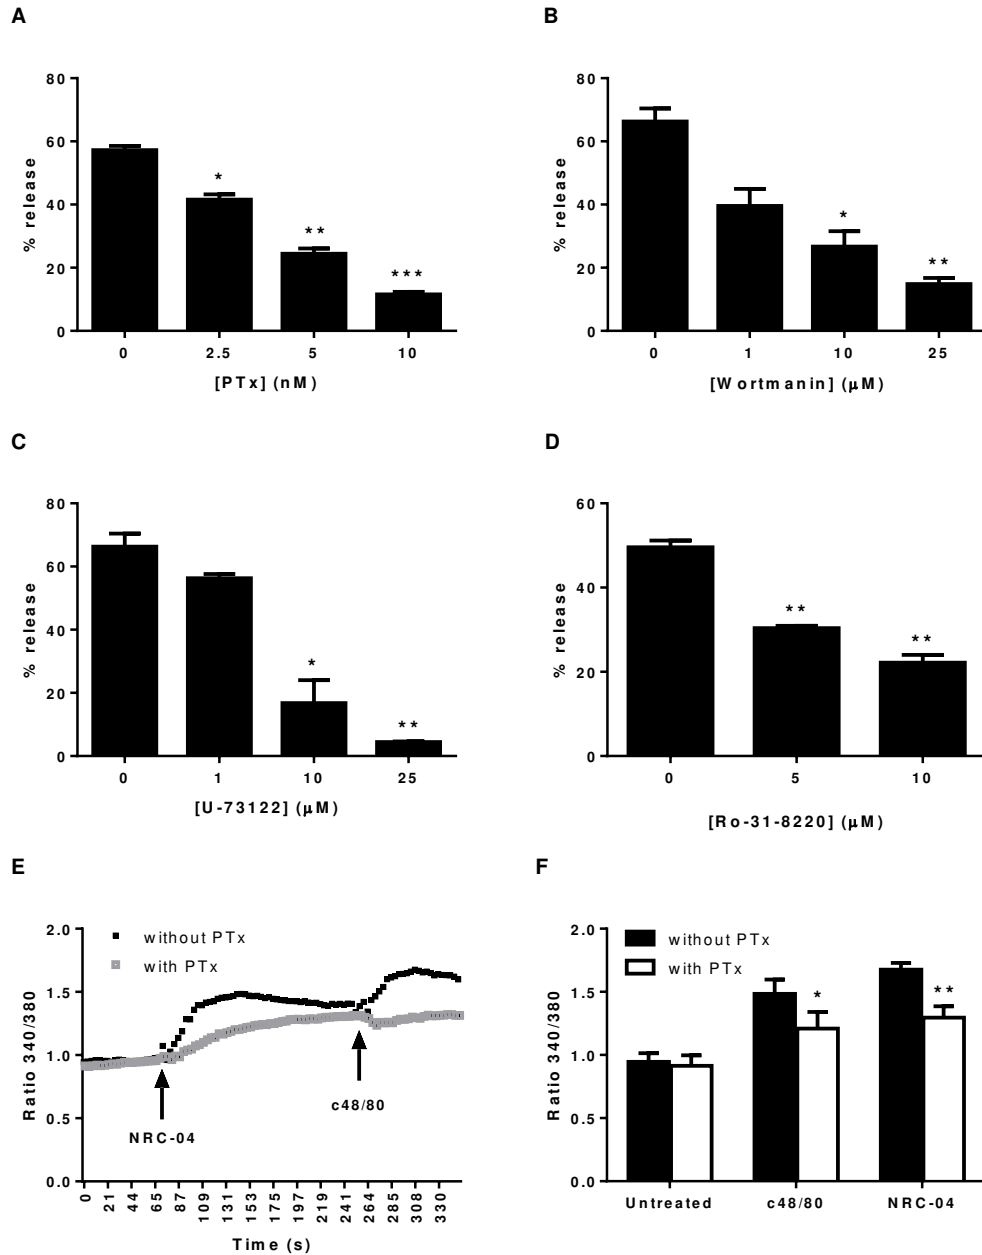 A
B
80
60
40
20
0
% release
*
* *
* * *
0 2.5 5 10
[PTx] (nM)
80
60
40
20
0
% release
*
* *
0 1 10 25
[Wortmanin] (μM)
C
D
80
60
40
20
0
% release
*
* *
0 1 10 25
[U-73122] (μM)
60
40
20
0
% release
* *
* *
0 5 10
[Ro-31-8220] (μM)
E
F
2.0
1.5
1.0
0.5
0.0
Ratio 340/380
without PTx
with PTx
NRC-04
c48/80
0 21 44 65 87 109 131 153 175 197 219 241 264 285 308 330
Time (s)
2.0
1.5
1.0
0.5
0.0
Ratio 340/380
without PTx
with PTx
*
* *
Untreated c48/80 NRC-04